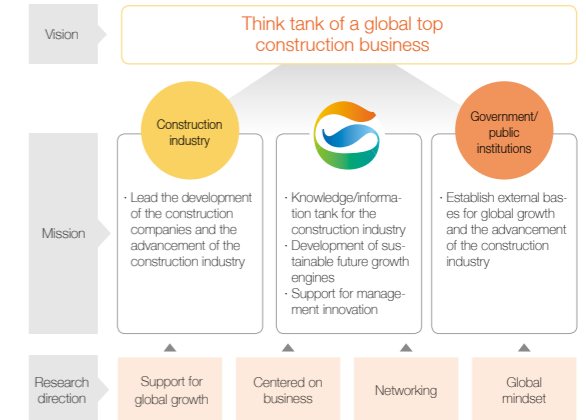 Vision
Think tank of a global top
construction business
Construction
industry
Government/
public
institutions
Mission
· Lead the development
of the construction
companies and the
advancement of the
construction industry
· Knowledge/informa-
tion tank for the
construction industry
· Development of sus-
tainable future growth
engines
· Support for manage-
ment innovation
· Establish external bas-
es for global growth
and the advancement
of the construction
industry
Research
direction
Support for
global growth
Centered on
business
Networking
Global
mindset